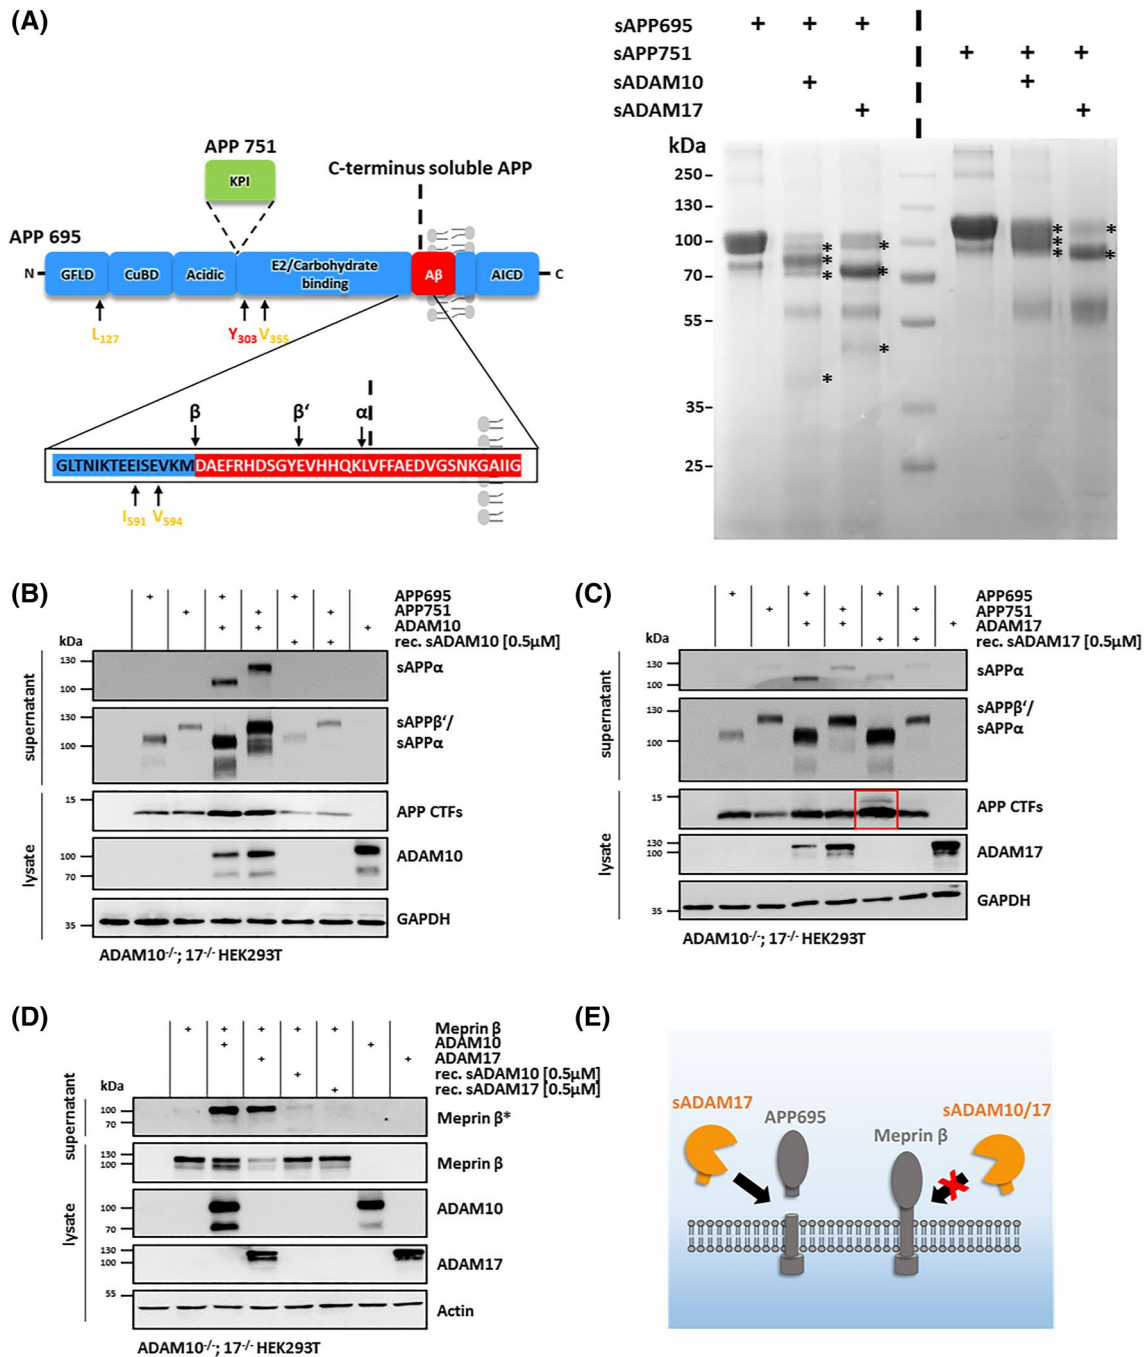 (A)
APP 751
KPI
C-terminus soluble APP
APP 695
N
GFLD
CuBD
Acidic
E2/Carbohydrate
binding
Aβ
AICD
C
L127
Y303
V355
β
β‘
α
GLTNIKTEEISEVKMDAEFRHDSGYEVHHQKLVFFAEDVGSNKGAIIG
I591
V594
sAPP695 + + +
sAPP751 + + +
sADAM10 + +
sADAM17 + +
kDa
250–
130–
100–
70–
55–
35–
25–
* * * *
* * *
* * *
* *
(B)
+ + + APP695
+ + + APP751
+ + + ADAM10
+ + rec. sADAM10 [0.5µM]
kDa
supernatant
130
100
sAPPα
130
100
sAPPβ‘/
sAPPα
lysate
15
APP CTFs
100
70
ADAM10
35
GAPDH
ADAM10-/-; 17-/- HEK293T
(C)
+ + + APP695
+ + + APP751
+ + + ADAM17
+ + rec. sADAM17 [0.5µM]
kDa
supernatant
130
100
sAPPα
130
100
sAPPβ‘/
sAPPα
lysate
15
APP CTFs
130
100
ADAM17
35
GAPDH
ADAM10-/-; 17-/- HEK293T
(D)
+ + + + + Meprin β
+ + ADAM10
+ + ADAM17
+ rec. sADAM10 [0.5µM]
+ rec. sADAM17 [0.5µM]
kDa
supernatant
100
70
Meprin β*
lysate
130
100
Meprin β
100
70
ADAM10
130
100
ADAM17
55
Actin
ADAM10-/-; 17-/- HEK293T
(E)
sADAM17
APP695
Meprin β
sADAM10/17